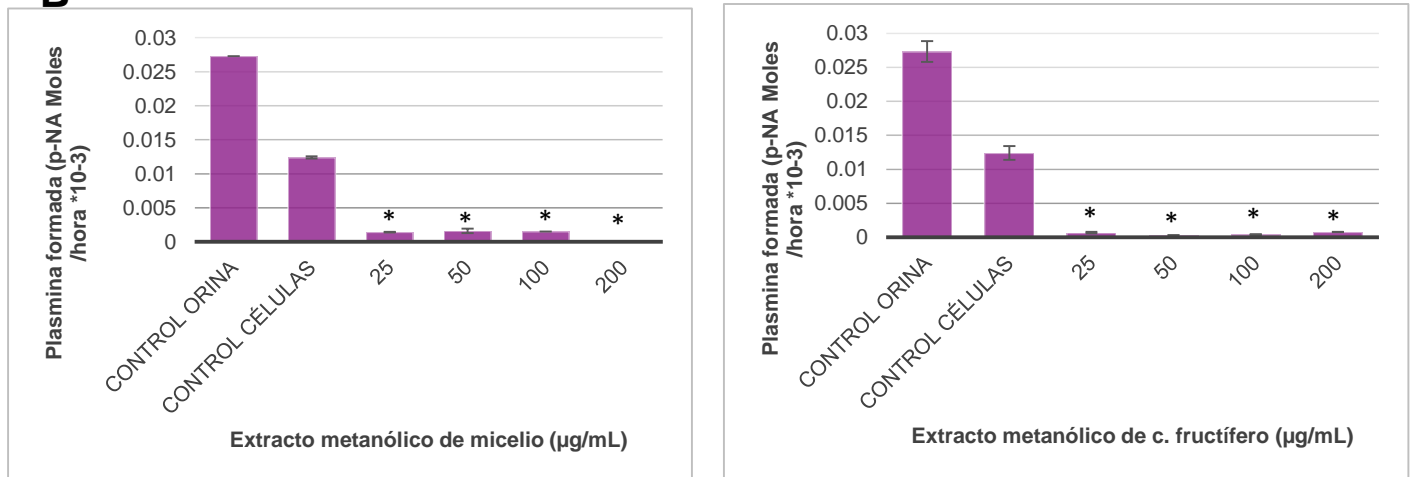 B
Plasmina formada (p-NA Moles
/hora *10-3)
0.03
0.025
0.02
0.015
0.01
0.005
0
* * * *
CONTROL ORINA
CONTROL CÉLULAS
25
50
100
200
Extracto metanólico de micelio (µg/mL)
Plasmina formada (p-NA Moles
/hora *10-3)
0.03
0.025
0.02
0.015
0.01
0.005
0
* * * *
CONTROL ORINA
CONTROL CÉLULAS
25
50
100
200
Extracto metanólico de c. fructífero (µg/mL)